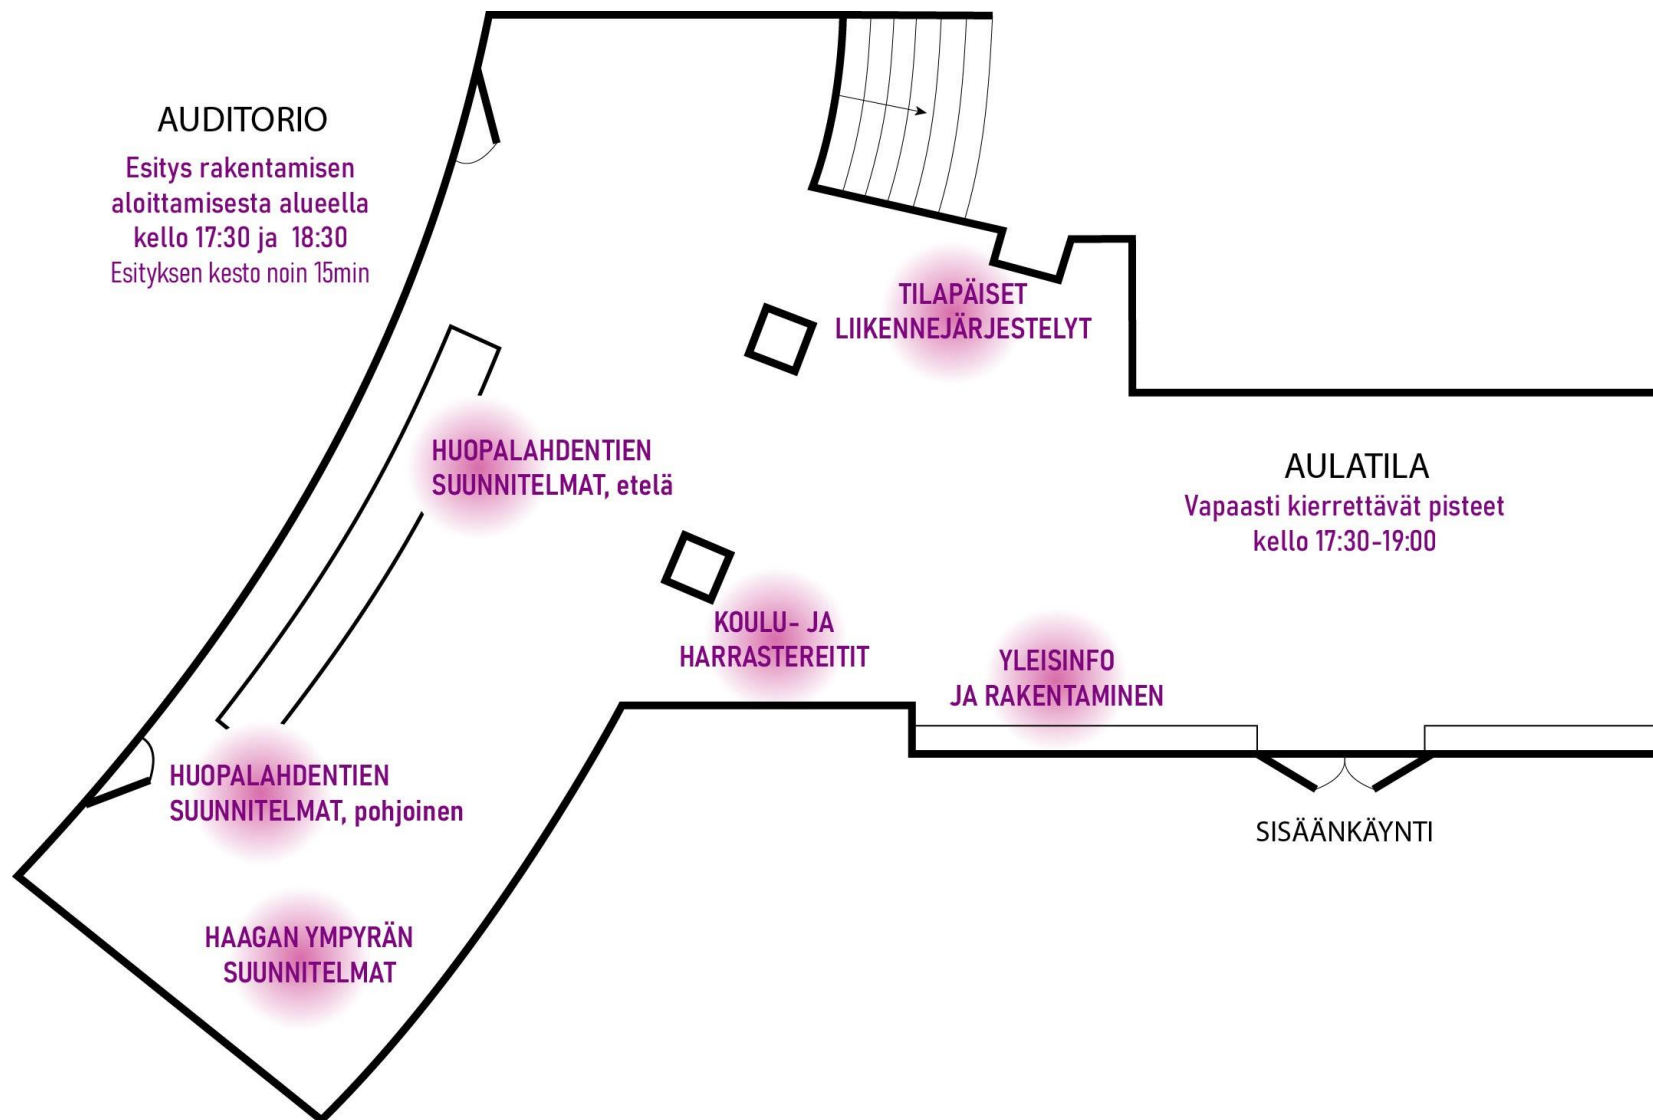 AUDITORIO
Esitys rakentamisen
aloittamisesta alueella
kello 17:30 ja 18:30
Esityksen kesto noin 15min
TILAPÄISET
LIIKENNEJÄRJESTELYT
HUOPALAHDENTIEN
SUUNNITELMAT, etelä
AULATILA
Vapaasti kierrettävät pisteet
kello 17:30-19:00
KOULU- JA
HARRASTEREITIT
YLEISINFO
JA RAKENTAMINEN
HUOPALAHDENTIEN
SUUNNITELMAT, pohjoinen
SISÄÄNKÄYNTI
HAAGAN YMPYRÄN
SUUNNITELMAT